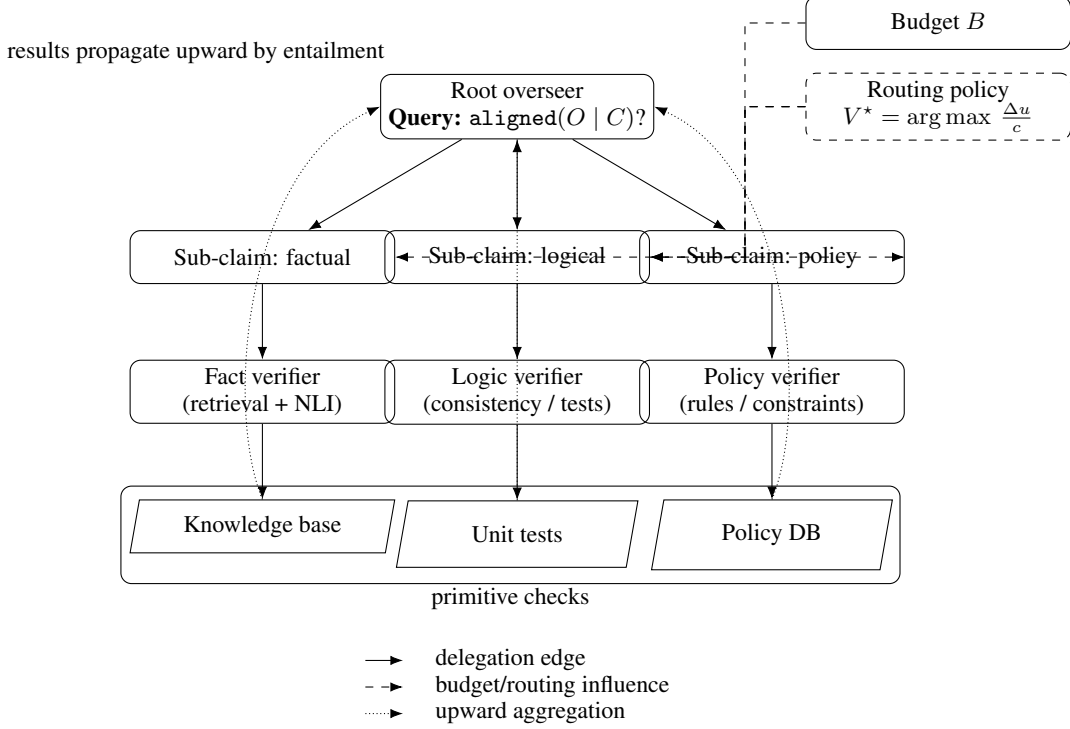 Budget B
results propagate upward by entailment
Root overseer
Query: aligned(O | C)?
Routing policy
V⋆ = arg max Δu/c
Sub-claim: factual
Sub-claim: logical
Sub-claim: policy
Fact verifier
(retrieval + NLI)
Logic verifier
(consistency / tests)
Policy verifier
(rules / constraints)
Knowledge base
Unit tests
Policy DB
primitive checks
delegation edge
budget/routing influence
upward aggregation